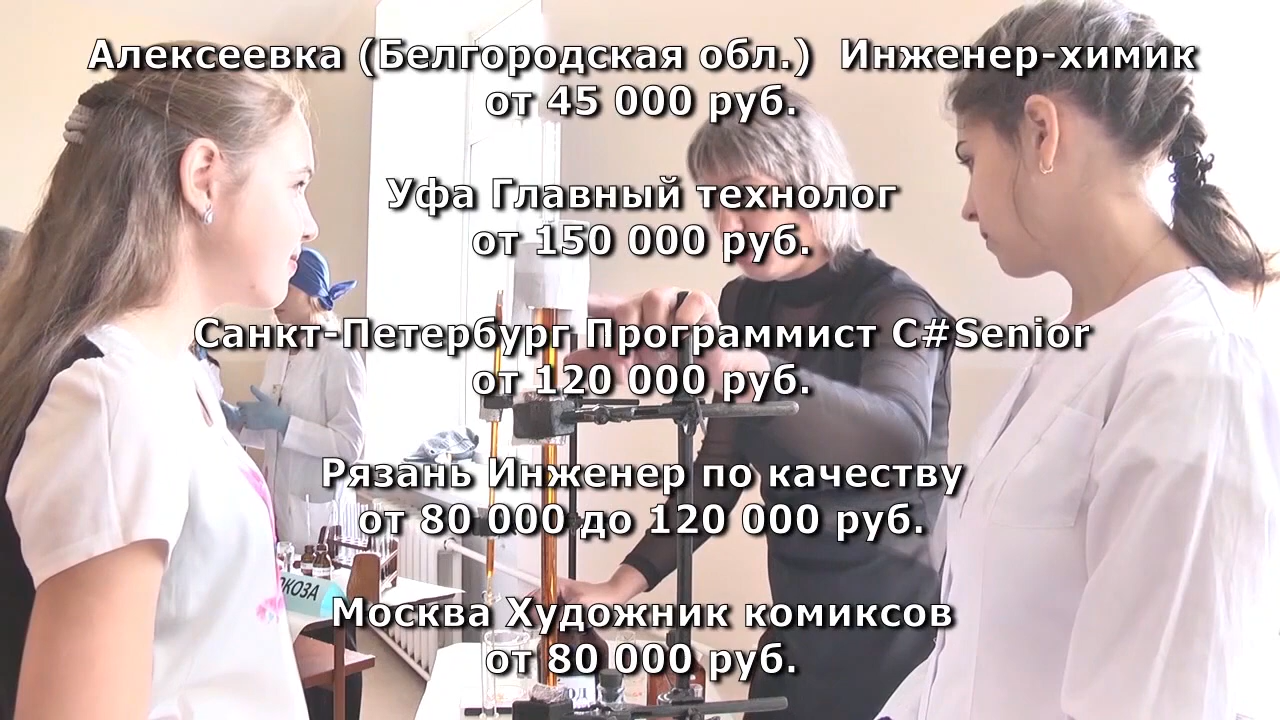 Алексеевка (Белгородская обл.)  Инженер-химик
от 45 000 руб.
Уфа Главный технолог
от 150 000 руб.
Санкт-Петербург Программист C#Senior
от 120 000 руб.
Рязань Инженер по качеству
от 80 000 до 120 000 руб.
Москва Художник комиксов
от 80 000 руб.